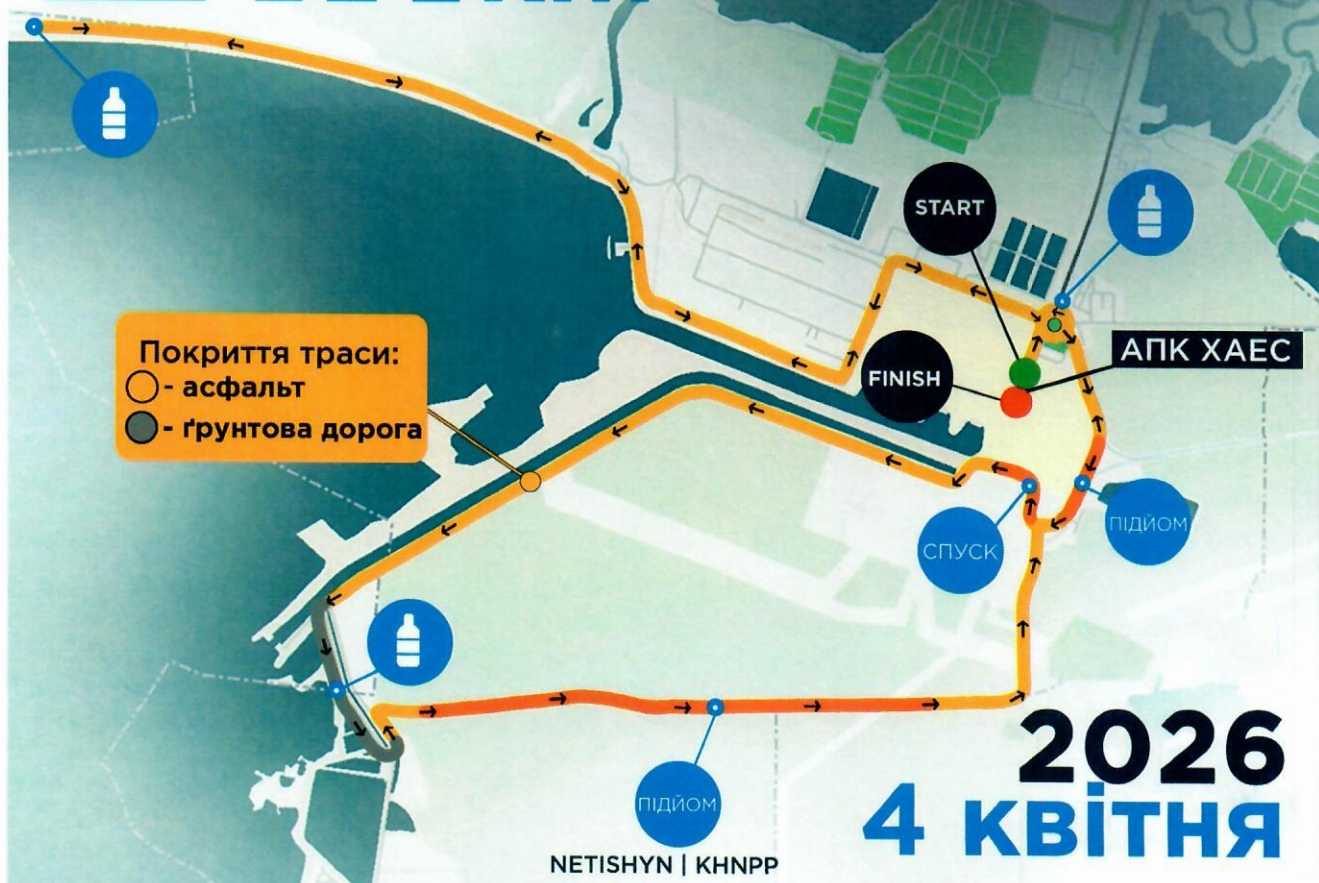 START
Покриття траси:
- асфальт
- ґрунтова дорога
FINISH
АПК ХАЕС
СПУСК
ПІДЙОМ
ПІДЙОМ
2026
4 КВІТНЯ
NETISHYN | KHNPP